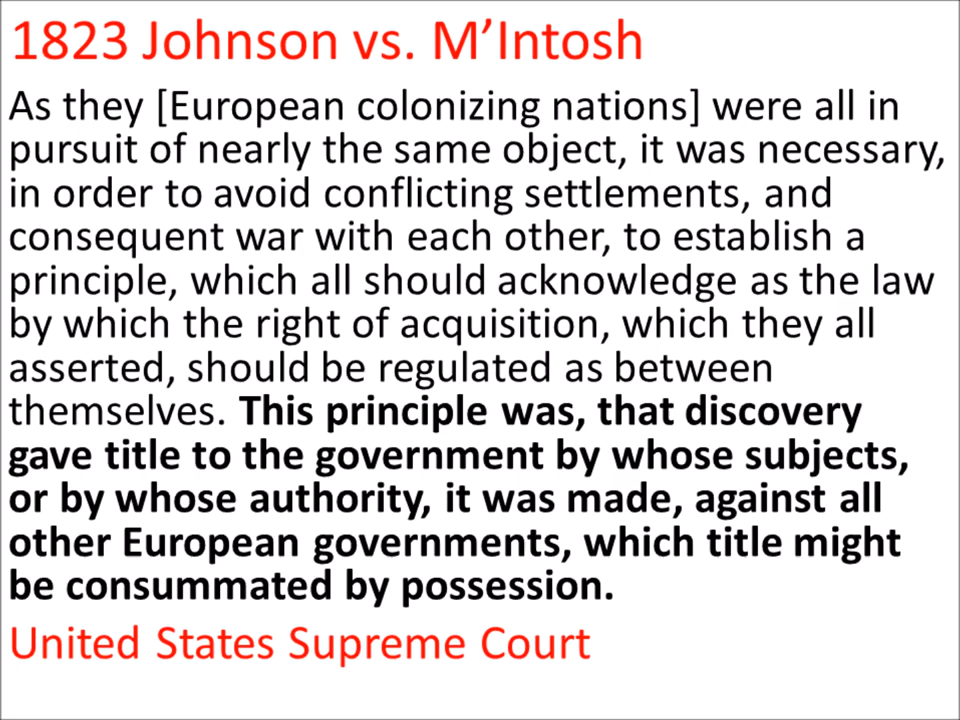 1823 Johnson vs. M’Intosh
As they [European colonizing nations] were all in
pursuit of nearly the same object, it was necessary,
in order to avoid conflicting settlements, and
consequent war with each other, to establish a
principle, which all should acknowledge as the law
by which the right of acquisition, which they all
asserted, should be regulated as between
themselves. This principle was, that discovery
gave title to the government by whose subjects,
or by whose authority, it was made, against all
other European governments, which title might
be consummated by possession.
United States Supreme Court